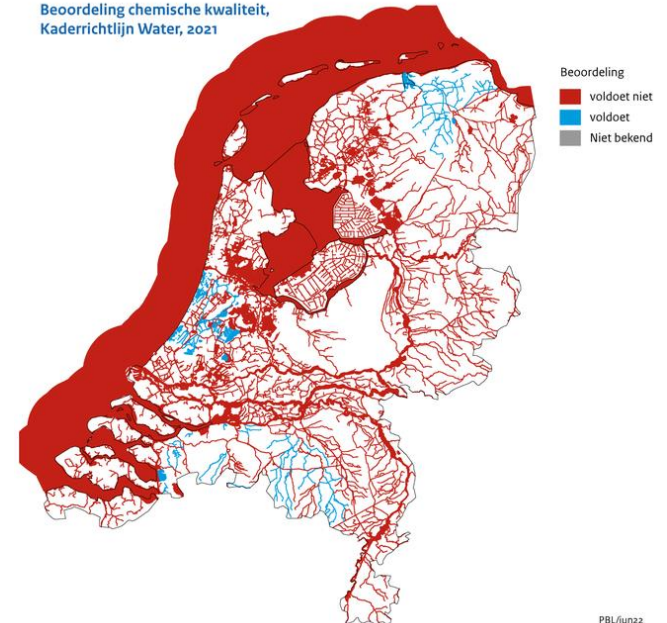 Beoordeling chemische kwaliteit,
Kaderrichtlijn Water, 2021
Beoordeling
voldoet niet
voldoet
Niet bekend
PBL/jun22